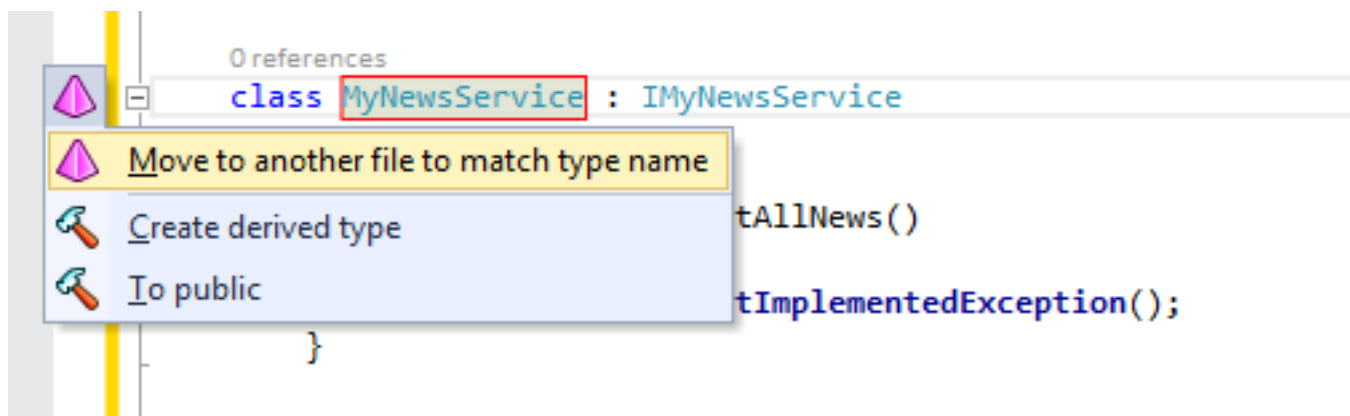 0 references
class MyNewsService : IMyNewsService
Move to another file to match type name
Create derived type
tAllNews()
To public
tImplementedException();
}